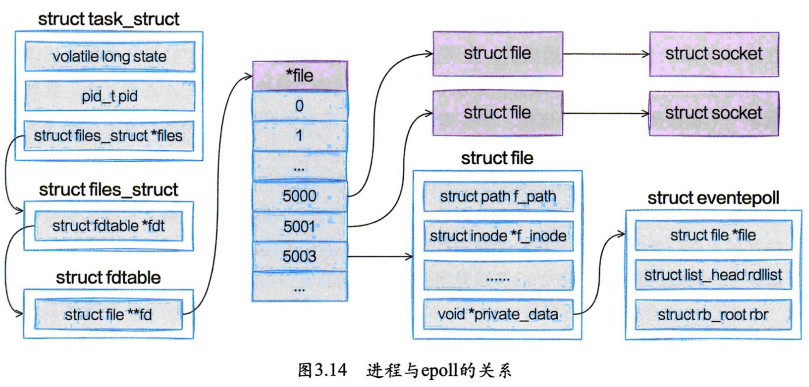 struct task_struct
volatile long state
pid_t pid
struct files_struct *files
struct files_struct
struct fdtable *fdt
struct fdtable
struct file **fd
*file
0
1
...
5000
5001
5003
...
struct file
struct socket
struct file
struct socket
struct file
struct path f_path
struct inode *f_inode
......
void *private_data
struct eventepoll
struct file *file
struct list_head rdllist
struct rb_root rbr
图3.14 进程与epoll的关系